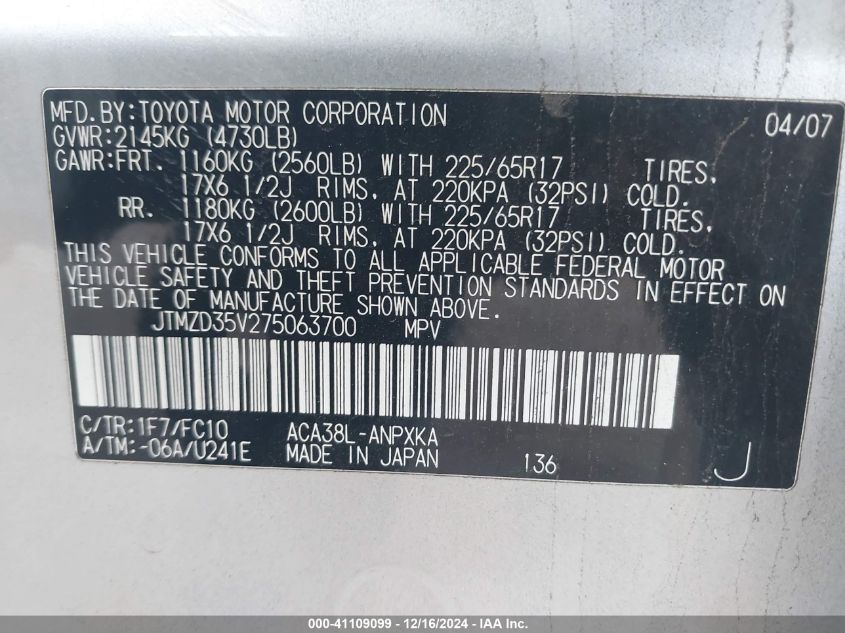 MFD.BY:TOYOTA MOTOR CORPORATION 04/07
GVWR:2145KG (4730LB)
GAWR:FRT. 1160KG (2560LB) WITH 225/65R17 TIRES,
17X6 1/2J RIMS, AT 220KPA (32PSI) COLD.
RR. 1180KG (2600LB) WITH 225/65R17 TIRES,
17X6 1/2J RIMS, AT 220KPA (32PSI) COLD.
THIS VEHICLE CONFORMS TO ALL APPLICABLE FEDERAL MOTOR
VEHICLE SAFETY AND THEFT PREVENTION STANDARDS IN EFFECT ON
THE DATE OF MANUFACTURE SHOWN ABOVE.
JTMZD35V275063700 MPV
C/TR:1F7/FC10 ACA38L-ANPXKA
A/TM:-06A/U241E MADE IN JAPAN 136 J
000-41109099 - 12/16/2024 - IAA Inc.